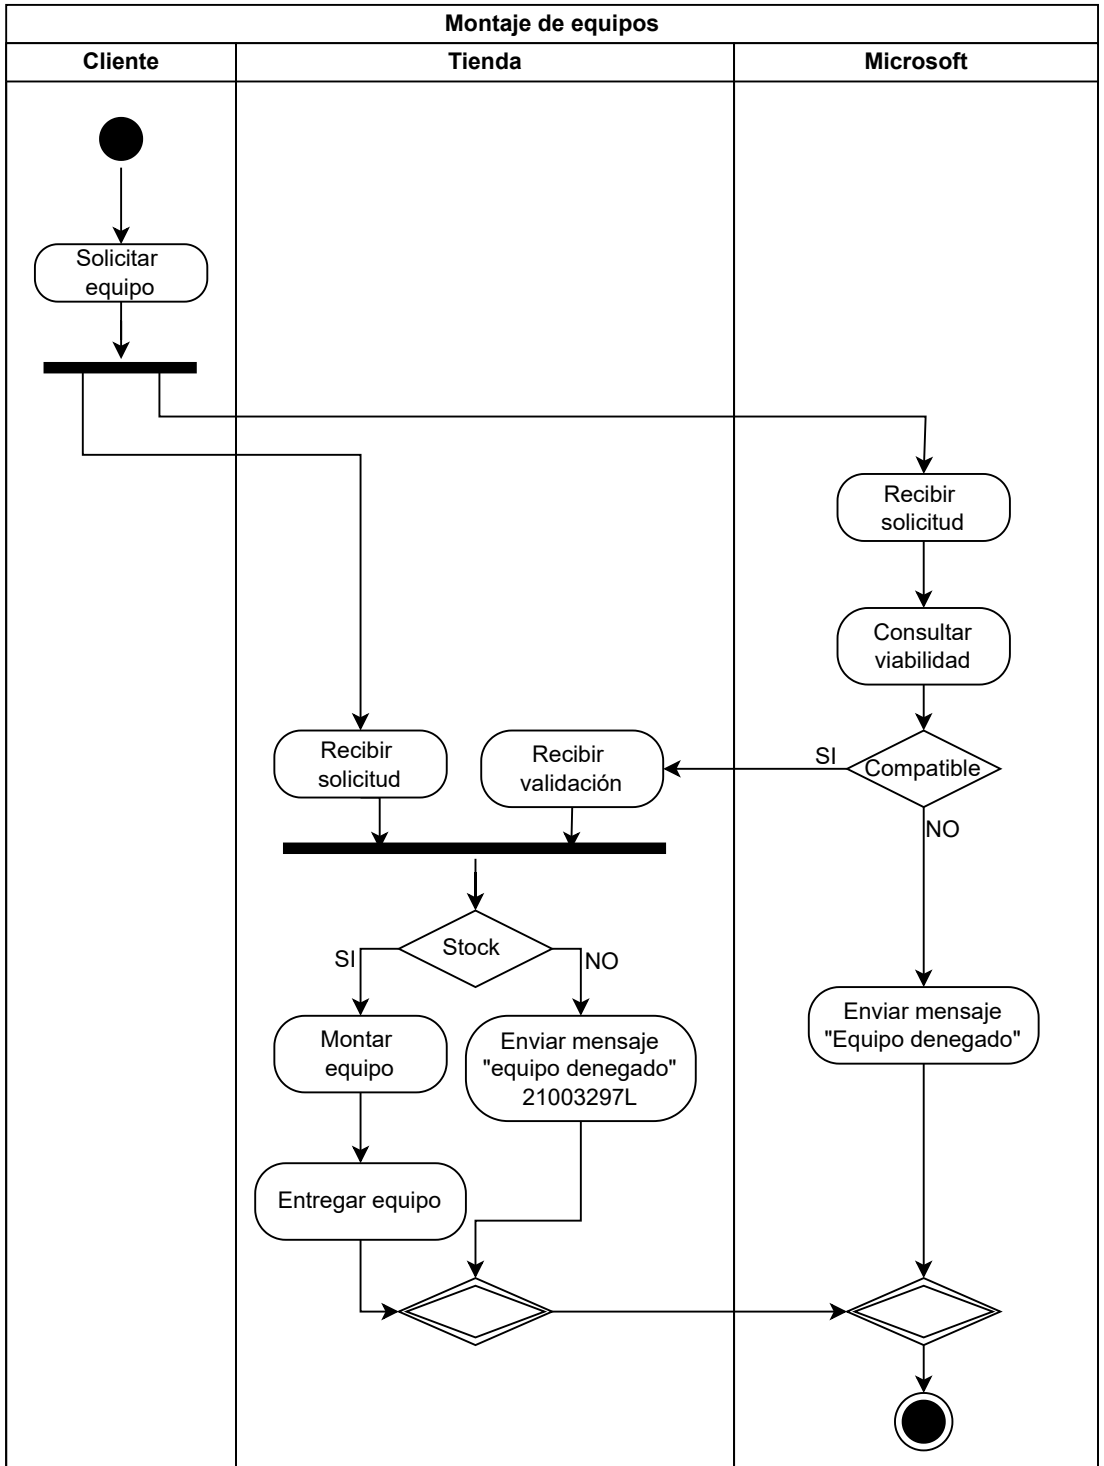 Montaje de equipos
Cliente
Tienda
Microsoft
Solicitar
equipo
Recibir
solicitud
Consultar
viabilidad
Recibir
solicitud
Recibir
validación
SI
Compatible
NO
Stock
SI
NO
Montar
equipo
Enviar mensaje
"equipo denegado"
21003297L
Enviar mensaje
"Equipo denegado"
Entregar equipo